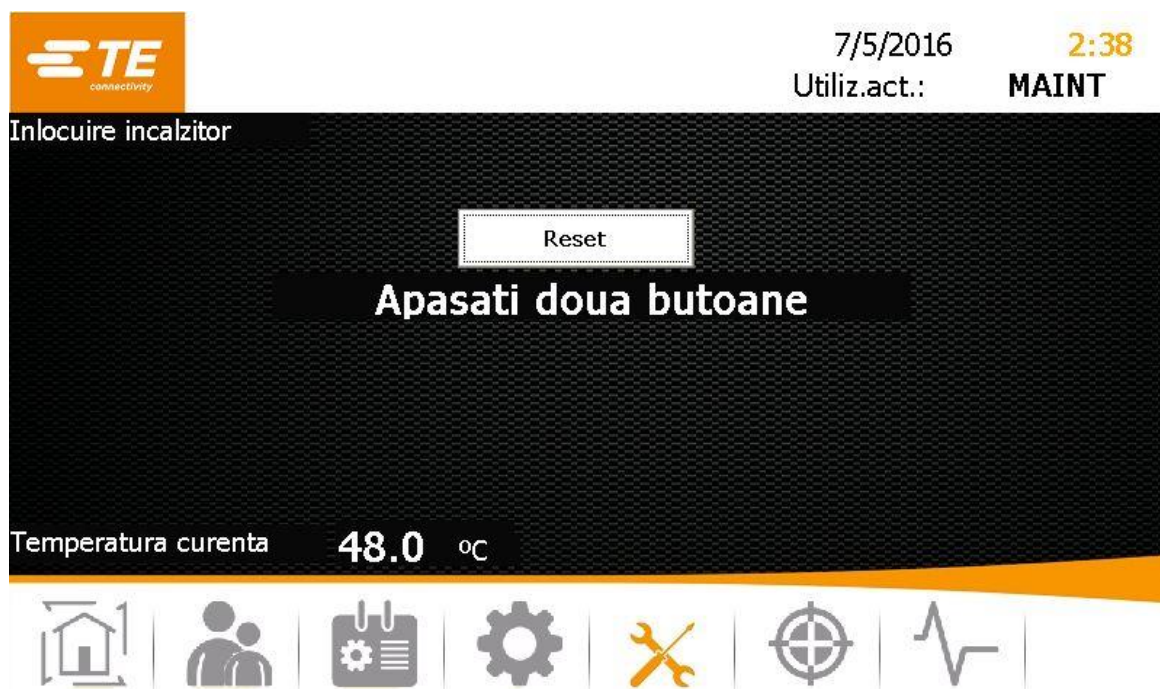 TE
connectivity
7/5/2016 2:38
Utiliz.act.: MAINT
Inlocuire incalzitor
Reset
Apasati doua butoane
Temperatura curenta 48.0 ºC